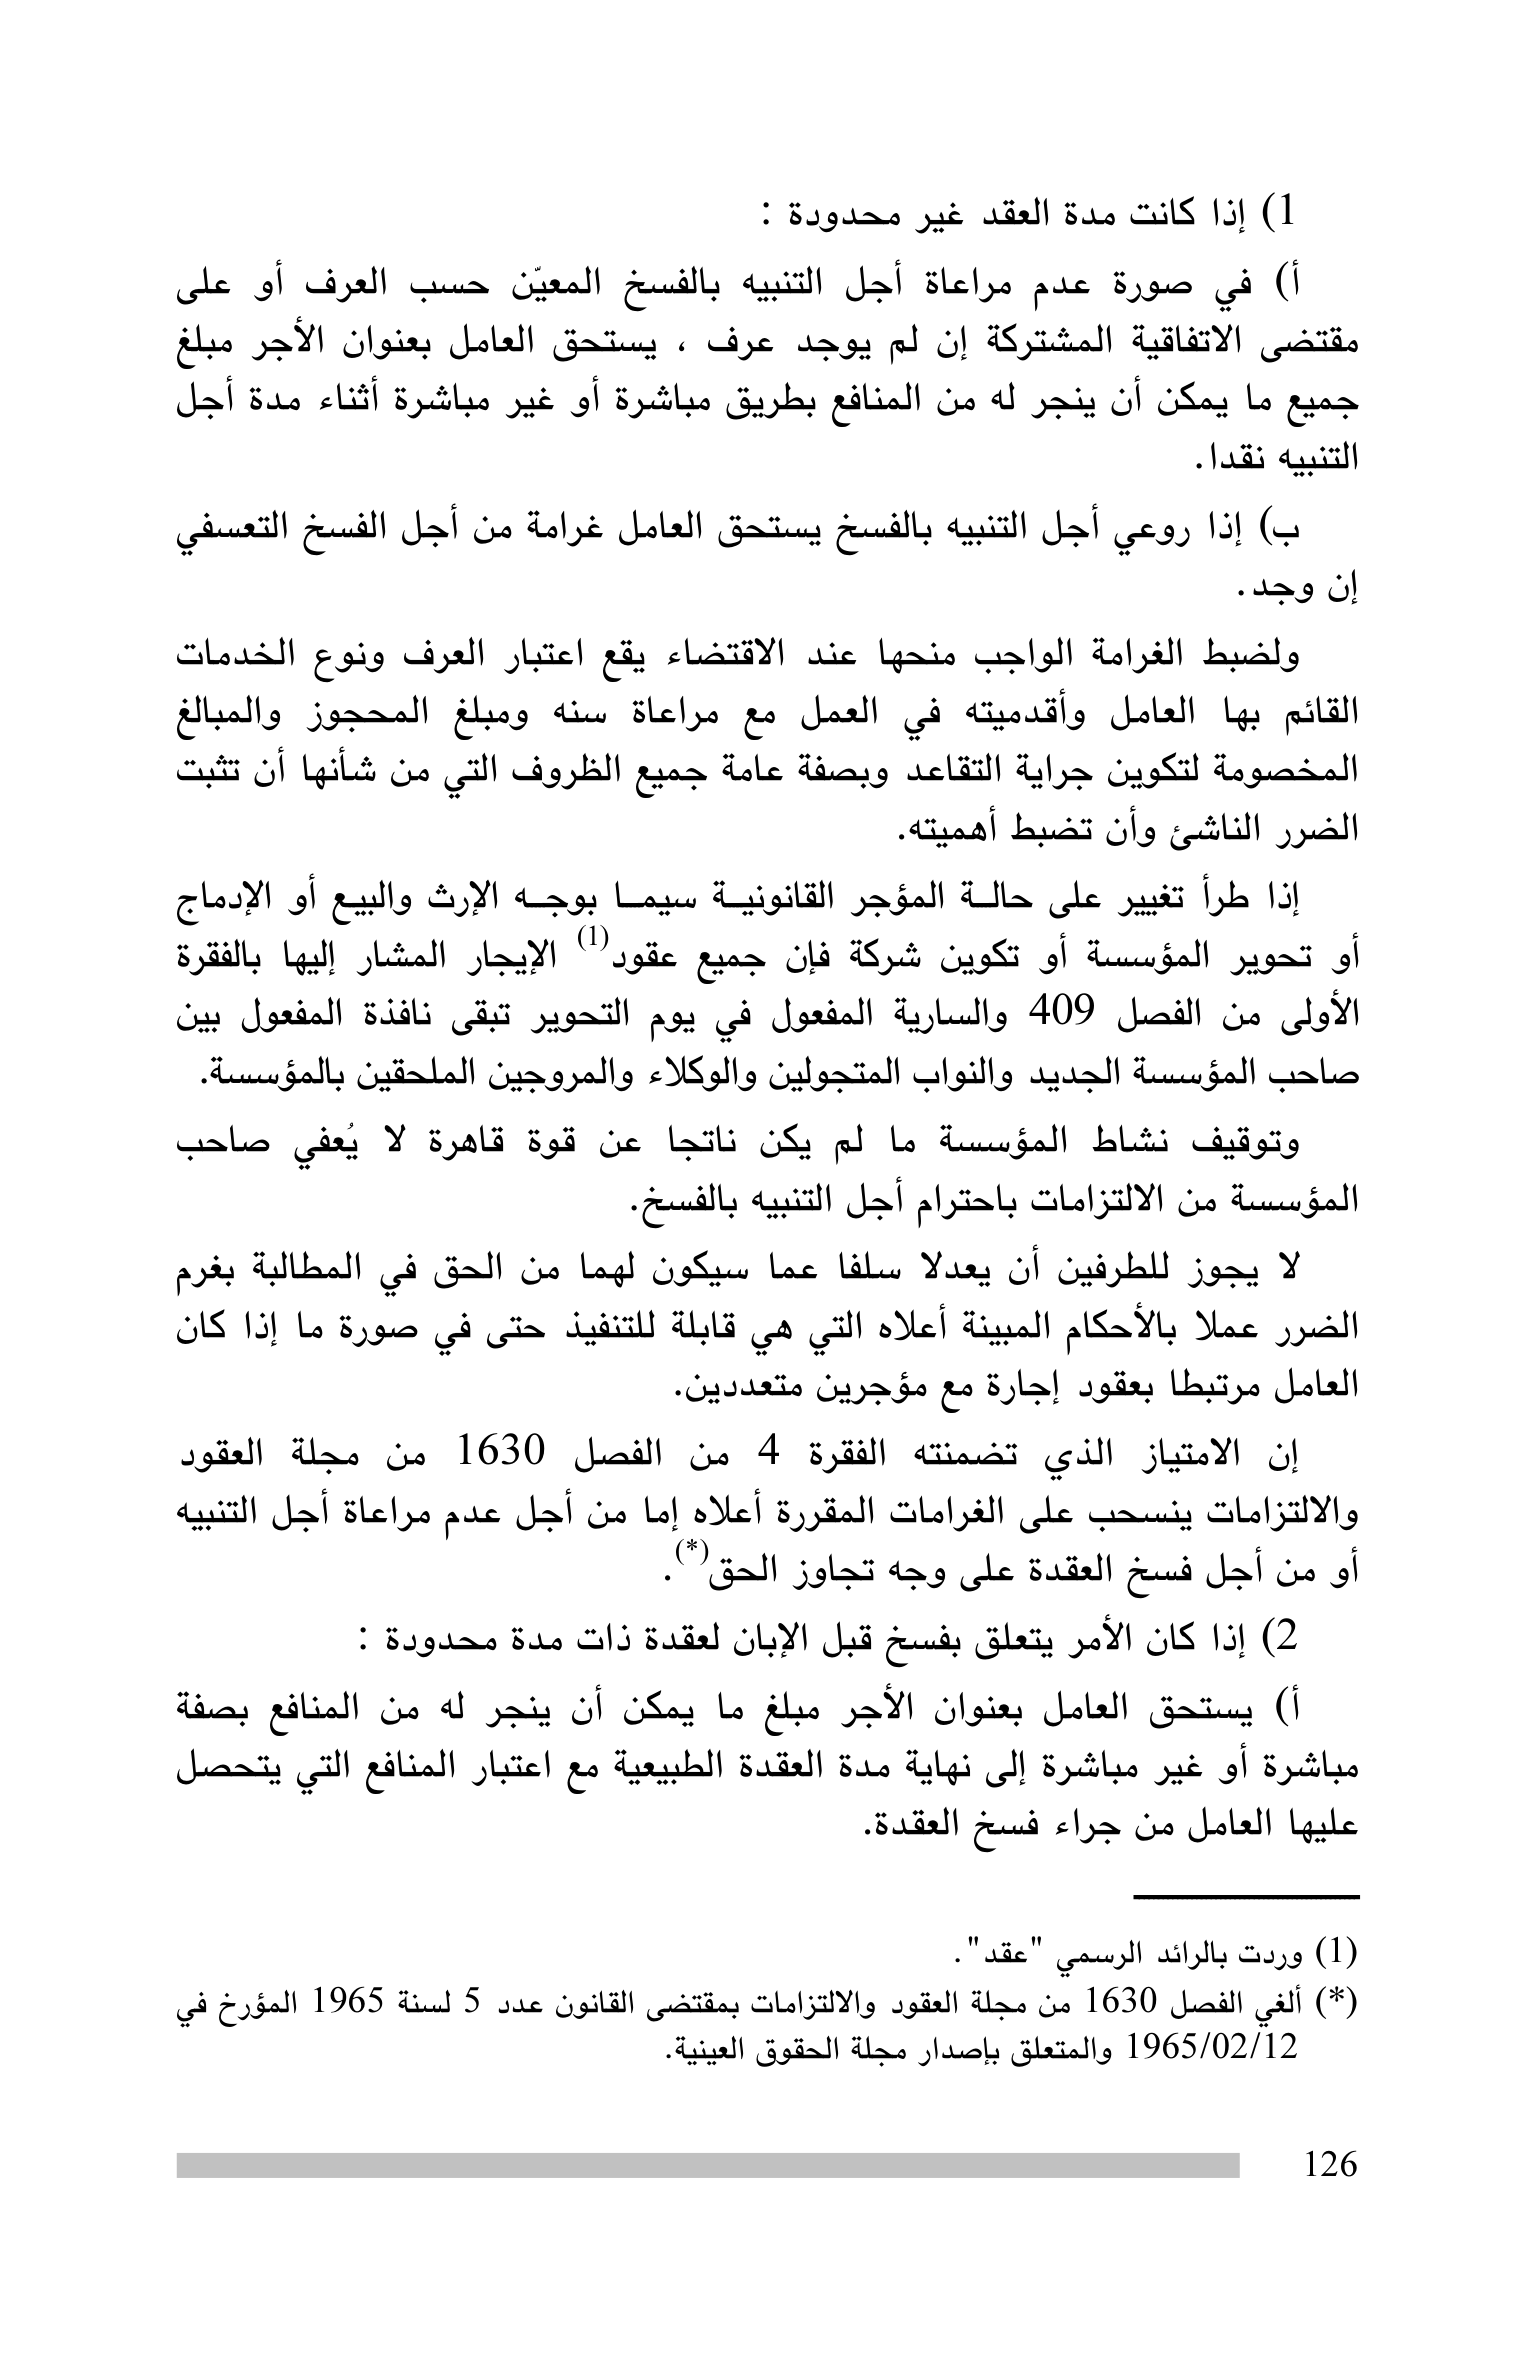 1) إذا كانت مدة العقد غير محدودة :
أ) في صورة عدم مراعاة أجل التنبيه بالفسخ المعيّن حسب العرف أو على
مقتضى الاتفاقية المشتركة إن لم يوجد عرف ، يستحق العامل بعنوان الأجر مبلغ
جميع ما يمكن أن ينجر له من المنافع بطريق مباشرة أو غير مباشرة أثناء مدة أجل
التنبيه نقدا.
ب) إذا روعي أجل التنبيه بالفسخ يستحق العامل غرامة من أجل الفسخ التعسفي
إن وجد.
ولضبط الغرامة الواجب منحها عند الاقتضاء يقع اعتبار العرف ونوع الخدمات
القائم بها العامل وأقدميته في العمل مع مراعاة سنه ومبلغ المحجوز والمبالغ
المخصومة لتكوين جراية التقاعد وبصفة عامة جميع الظروف التي من شأنها أن تثبت
الضرر الناشئ وأن تضبط أهميته.
إذا طرأ تغيير على حالــة المؤجر القانونيــة سيمــا بوجــه الإرث والبيـع أو الإدماج
أو تحوير المؤسسة أو تكوين شركة فإن جميع عقود(1) الإيجار المشار إليها بالفقرة
الأولى من الفصل 409 والسارية المفعول في يوم التحوير تبقى نافذة المفعول بين
صاحب المؤسسة الجديد والنواب المتجولين والوكلاء والمروجين الملحقين بالمؤسسة.
وتوقيف نشاط المؤسسة ما لم يكن ناتجا عن قوة قاهرة لا يُعفي صاحب
المؤسسة من الالتزامات باحترام أجل التنبيه بالفسخ.
لا يجوز للطرفين أن يعدلا سلفا عما سيكون لهما من الحق في المطالبة بغرم
الضرر عملا بالأحكام المبينة أعلاه التي هي قابلة للتنفيذ حتى في صورة ما إذا كان
العامل مرتبطا بعقود إجارة مع مؤجرين متعددين.
إن الامتياز الذي تضمنته الفقرة 4 من الفصل 1630 من مجلة العقود
والالتزامات ينسحب على الغرامات المقررة أعلاه إما من أجل عدم مراعاة أجل التنبيه
أو من أجل فسخ العقدة على وجه تجاوز الحق(*).
2) إذا كان الأمر يتعلق بفسخ قبل الإبان لعقدة ذات مدة محدودة :
أ) يستحق العامل بعنوان الأجر مبلغ ما يمكن أن ينجر له من المنافع بصفة
مباشرة أو غير مباشرة إلى نهاية مدة العقدة الطبيعية مع اعتبار المنافع التي يتحصل
عليها العامل من جراء فسخ العقدة.
(1) وردت بالرائد الرسمي "عقد".
(*) ألغي الفصل 1630 من مجلة العقود والالتزامات بمقتضى القانون عدد 5 لسنة 1965 المؤرخ في
1965/02/12 والمتعلق بإصدار مجلة الحقوق العينية.
126